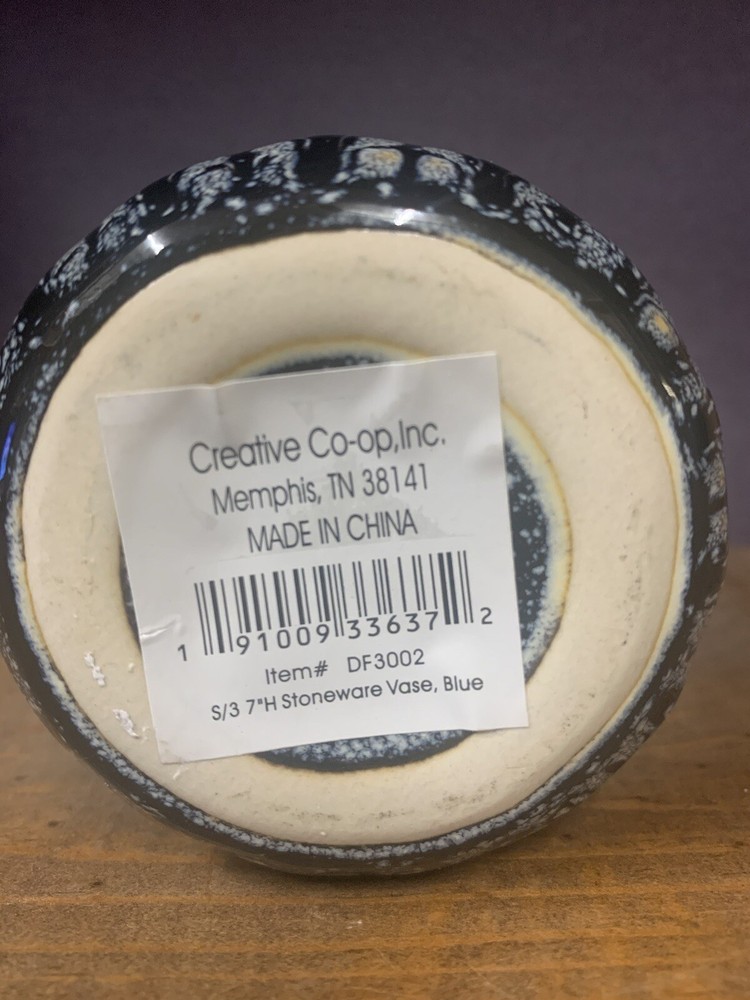 Creative Co-op,Inc.
Memphis, TN 38141
MADE IN CHINA
1 91009 33637 2
Item# DF3002
S/3 7"H Stoneware Vase, Blue